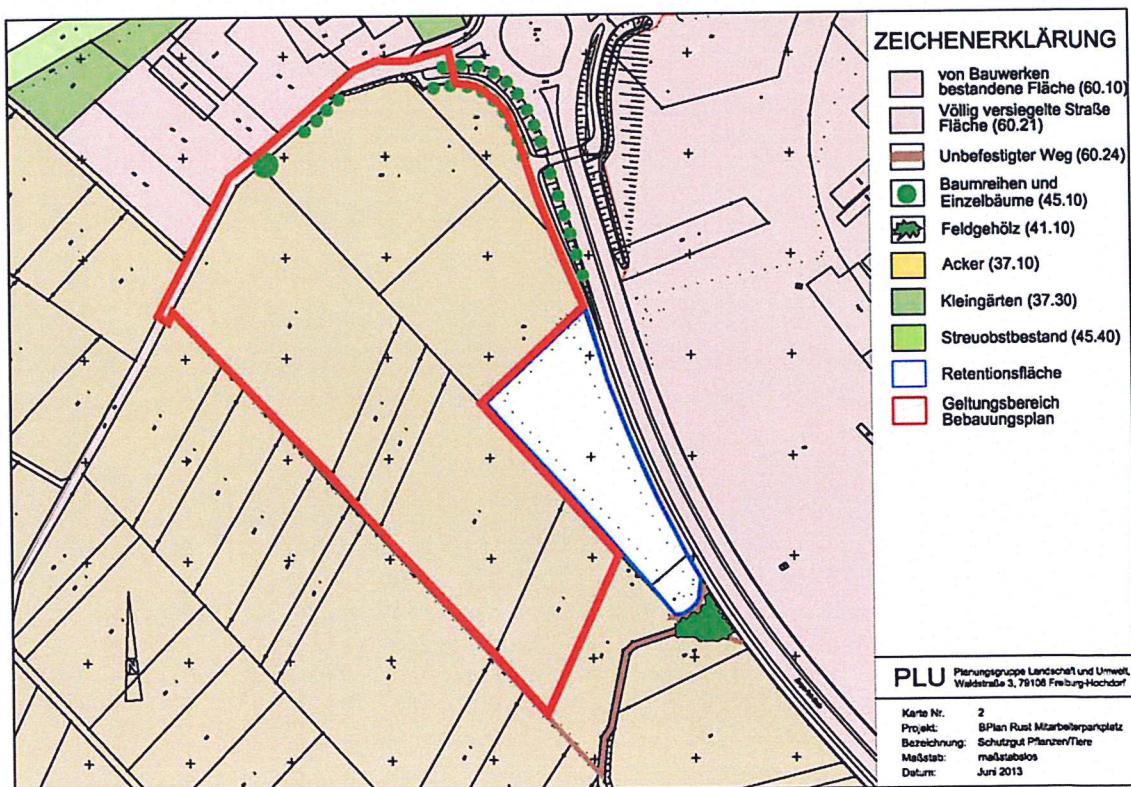 ZEICHENERKLÄRUNG
von Bauwerken
bestandene Fläche (60.10)
Völlig versiegelte Straße
Fläche (60.21)
Unbefestigter Weg (60.24)
Baumreihen und
Einzelbäume (45.10)
Feldgehölz (41.10)
Acker (37.10)
Kleingärten (37.30)
Streuobstbestand (45.40)
Retentionsfläche
Geltungsbereich
Bebauungsplan
PLU Planungsgruppe Landschaft und Umwelt,
Waldstraße 3, 79108 Freiburg-Hochdorf
Karte Nr. 2
Projekt: BPlan Rust Mitarbeiterparkplatz
Bezeichnung: Schutzgut Pflanzen/Tiere
Maßstab: maßstabslos
Datum: Juni 2013